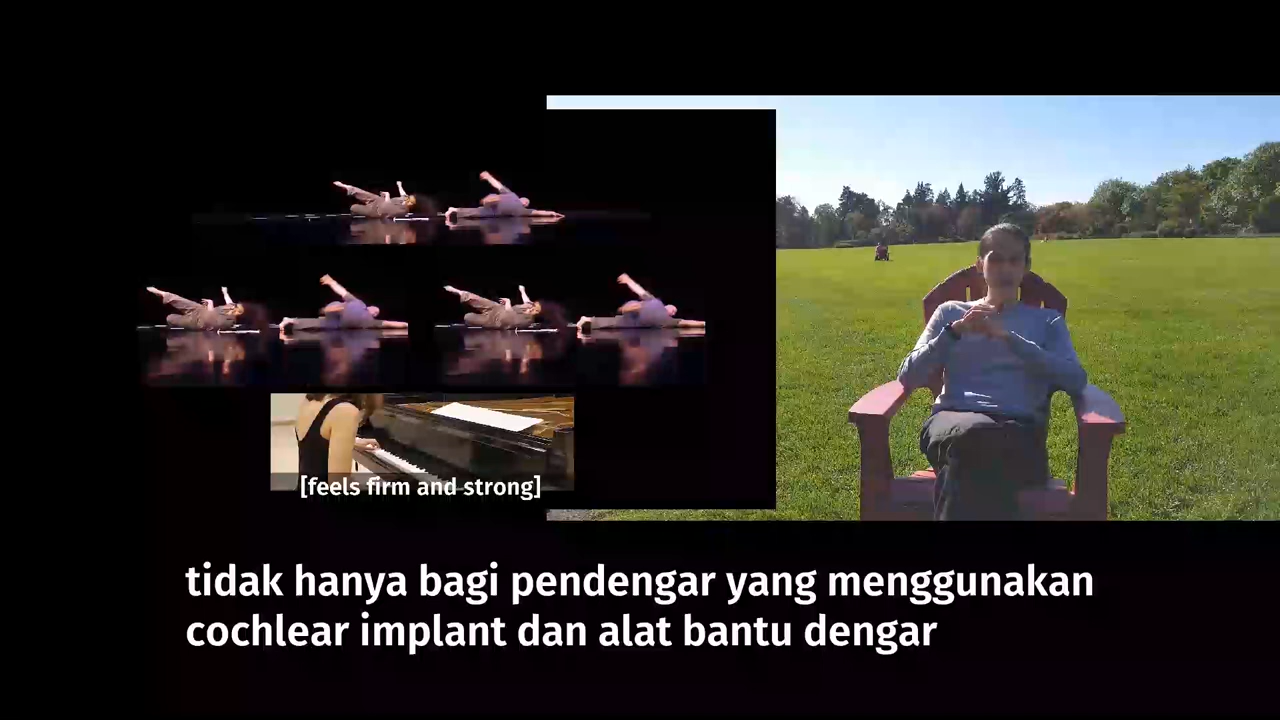 [feels firm and strong]
tidak hanya bagi pendengar yang menggunakan
cochlear implant dan alat bantu dengar